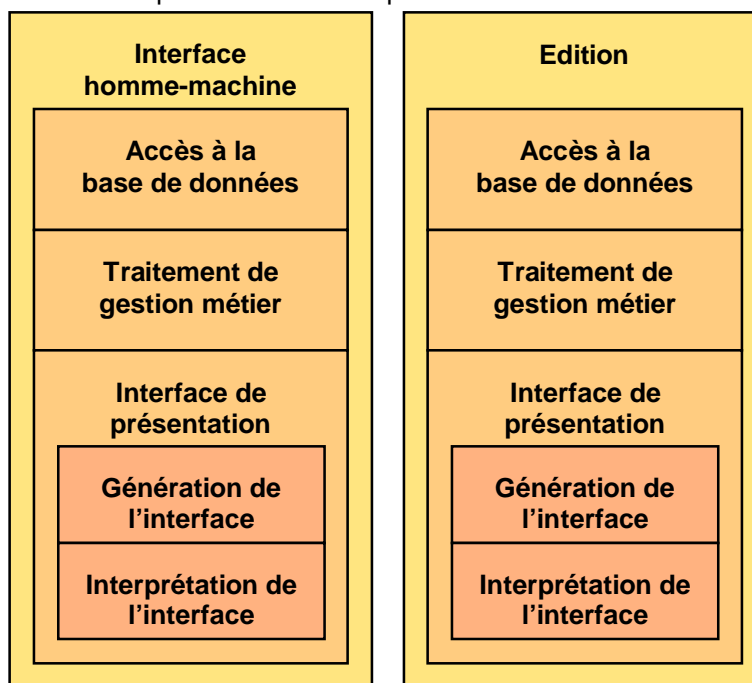 Interface
homme-machine
Accès à la
base de données
Traitement de
gestion métier
Interface de
présentation
Génération de
l’interface
Interprétation de
l’interface
Edition
Accès à la
base de données
Traitement de
gestion métier
Interface de
présentation
Génération de
l’interface
Interprétation de
l’interface